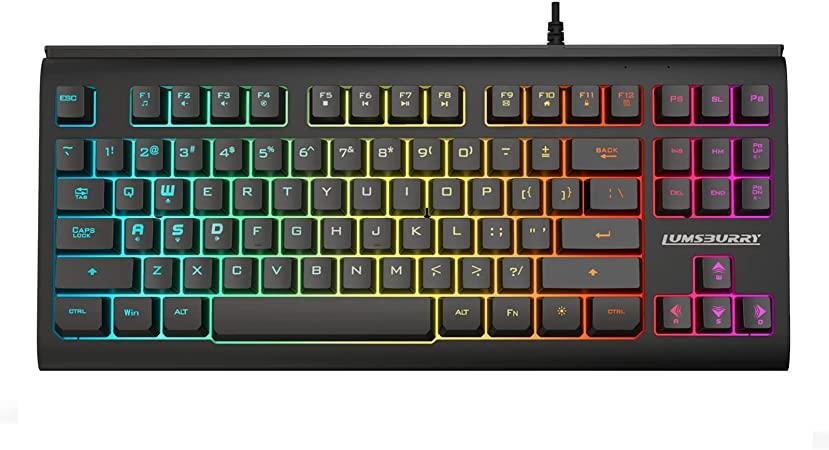 ESC F1 F2 F3 F4 F5 F6 F7 F8 F9 F10 F11 F12 PS SL PB
~ ` 1! 2@ 3# 4$ 5% 6^ 7& 8* 9( 0) - _ = + BACK INS HM PG UP
TAB Q W E R T Y U I O P [{ ]} \ DEL END PG DN
CAPS LOCK A S D F G H J K L :; "'
LUMSBURRY
Z X C V B N M < > ?/
W
CTRL Win ALT ALT FN CTRL A S D